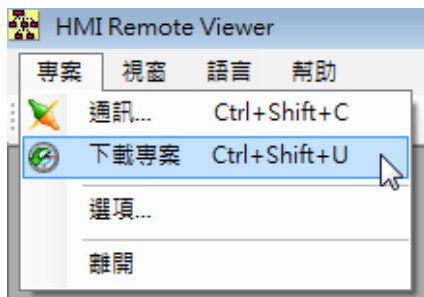 HMI Remote Viewer
專案 視窗 語言 幫助
通訊... Ctrl+Shift+C
下載專案 Ctrl+Shift+U
選項...
離開